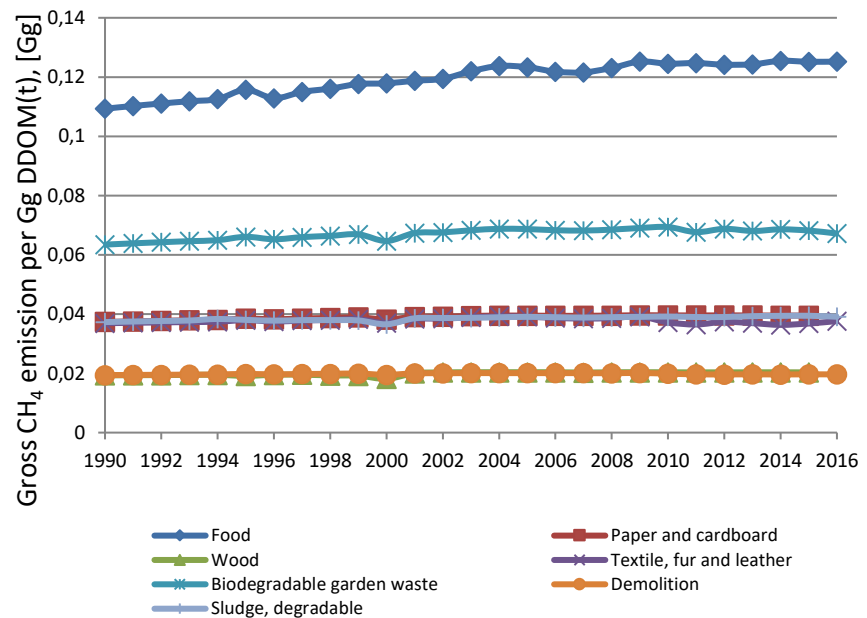 Gross CH4 emission per Gg DDOM(t), [Gg]
0,14
0,12
0,1
0,08
0,06
0,04
0,02
0
1990 1992 1994 1996 1998 2000 2002 2004 2006 2008 2010 2012 2014 2016
Food Paper and cardboard
Wood Textile, fur and leather
Biodegradable garden waste Demolition
Sludge, degradable